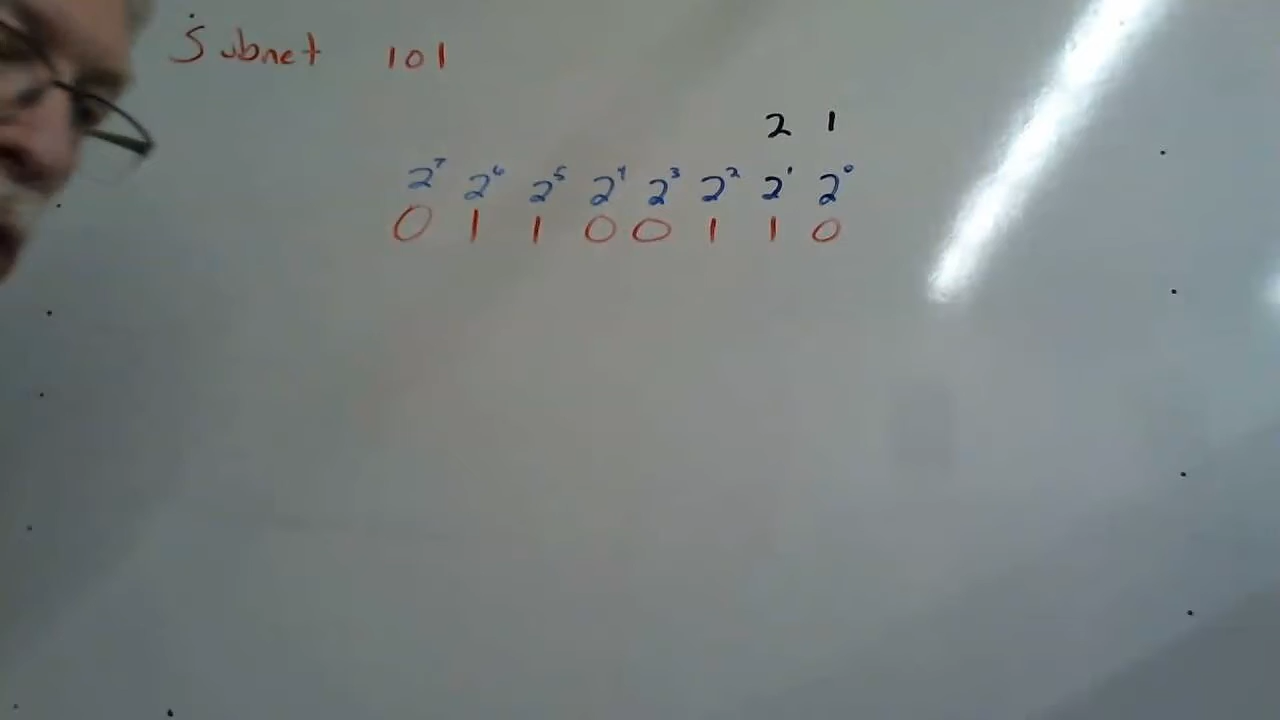 Subnet 101
2 1
2⁷ 2⁶ 2⁵ 2⁴ 2³ 2² 2¹ 2⁰
0 1 1 0 0 1 1 0